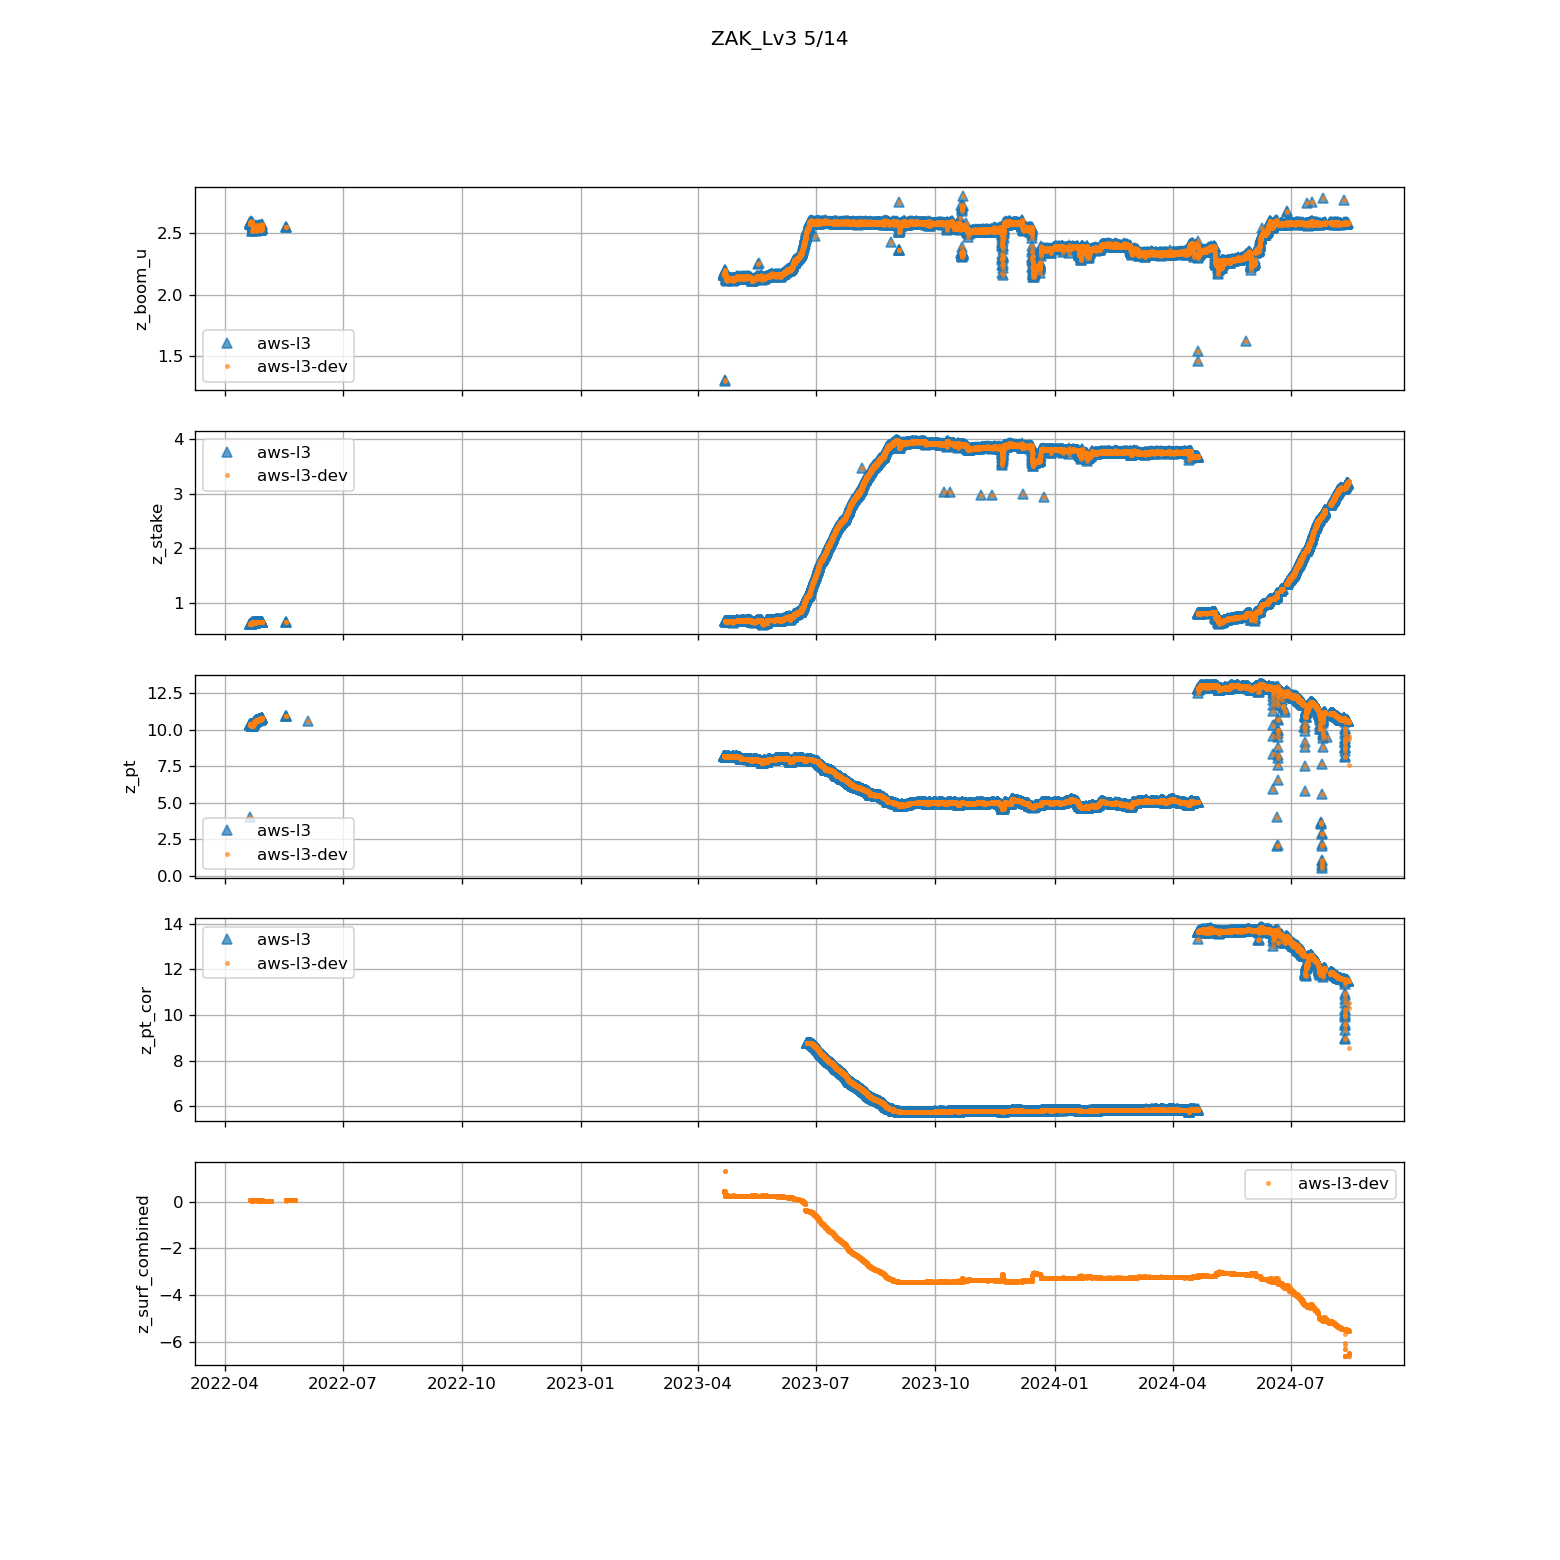 ZAK_Lv3 5/14
z_boom_u
2.5
2.0
1.5
aws-l3
aws-l3-dev
z_stake
4
3
2
1
aws-l3
aws-l3-dev
z_pt
12.5
10.0
7.5
5.0
2.5
0.0
aws-l3
aws-l3-dev
z_pt_cor
14
12
10
8
6
aws-l3
aws-l3-dev
z_surf_combined
0
−2
−4
−6
aws-l3-dev
2022-04 2022-07 2022-10 2023-01 2023-04 2023-07 2023-10 2024-01 2024-04 2024-07